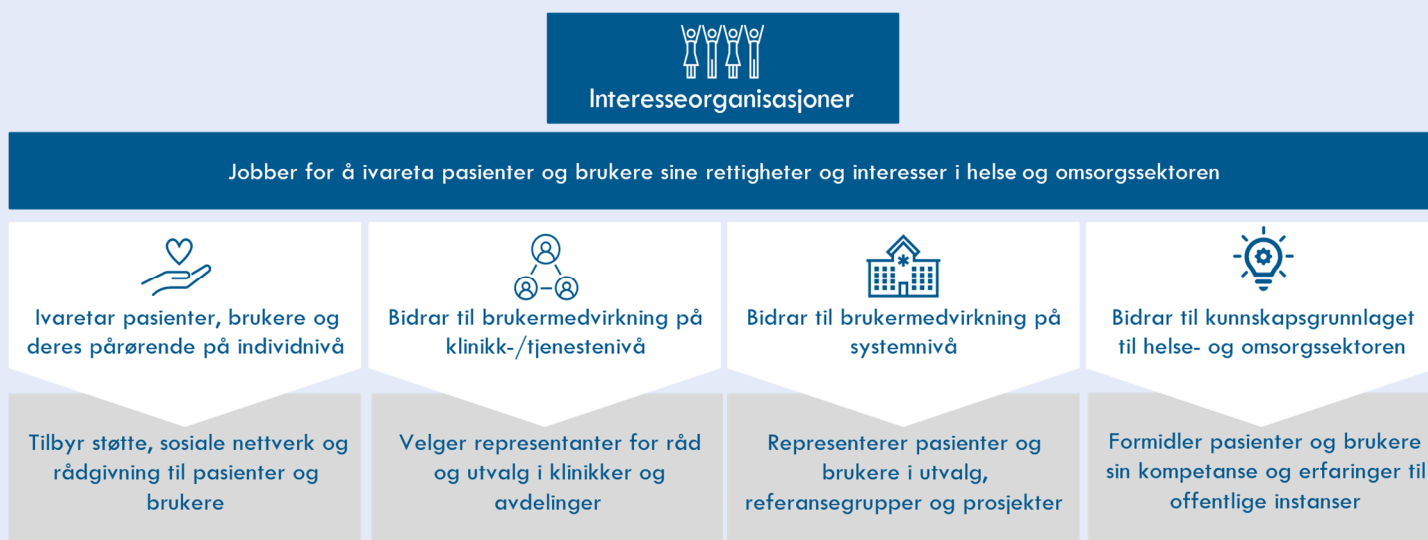 Interesseorganisasjoner
Jobber for å ivareta pasienter og brukere sine rettigheter og interesser i helse og omsorgssektoren
Ivaretar pasienter, brukere og
deres pårørende på individnivå
Bidrar til brukermedvirkning på
klinikk-/tjenestenivå
Bidrar til brukermedvirkning på
systemnivå
Bidrar til kunnskapsgrunnlaget
til helse- og omsorgssektoren
Tilbyr støtte, sosiale nettverk og
rådgivning til pasienter og
brukere
Velger representanter for råd
og utvalg i klinikker og
avdelinger
Representerer pasienter og
brukere i utvalg,
referansegrupper og prosjekter
Formidler pasienter og brukere
sin kompetanse og erfaringer til
offentlige instanser